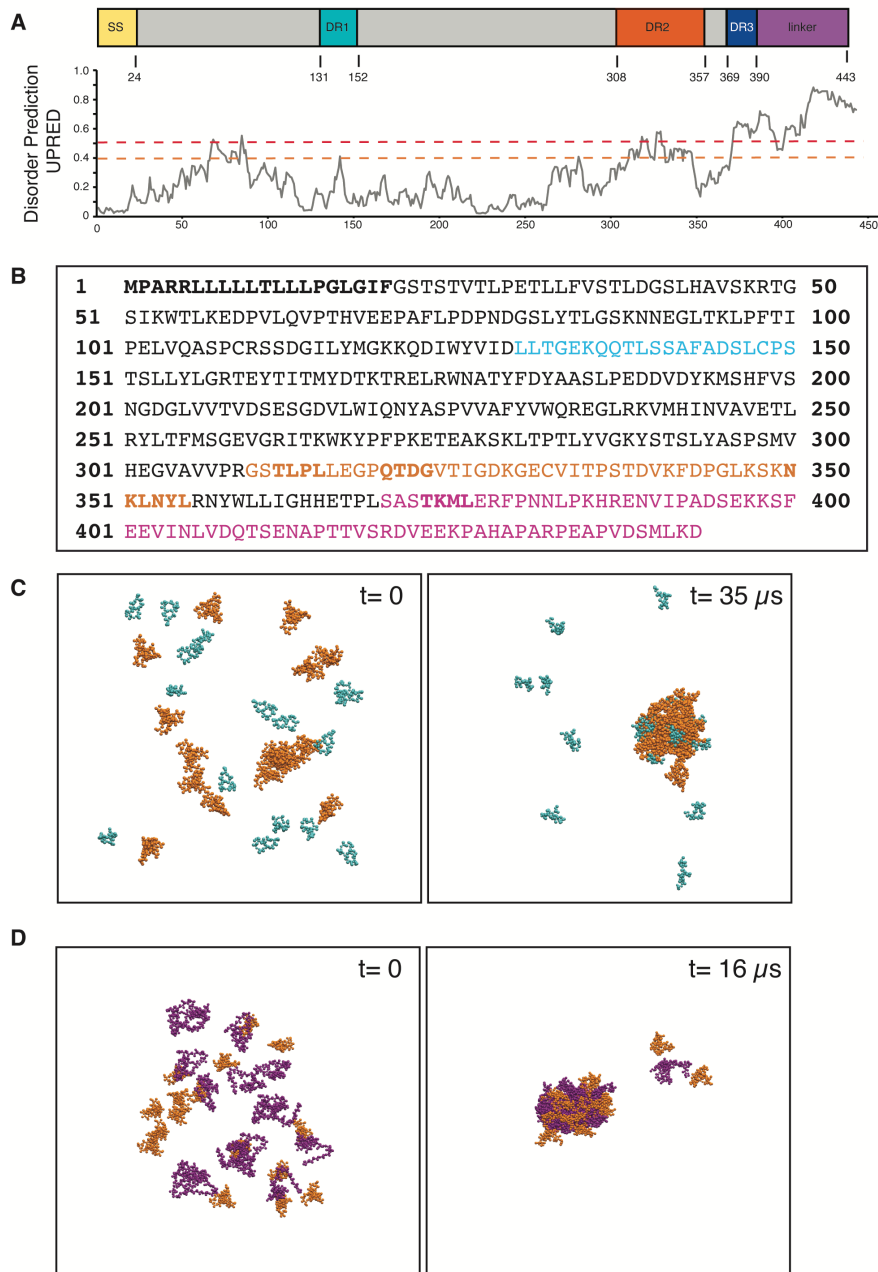 A
SS DR1 DR2 DR3 linker
24 131 152 308 357 369 390 443
Disorder Prediction
UPRED
1.0
0.8
0.6
0.5
0.4
0.2
0
0 50 100 150 200 250 300 350 400 450
B
1 MPARRLLLLLTLLLPGLGIFGSTSTVTLPETLLFVSTLDGSLHAVSKRTG 50
51 SIKWTLKEDPVLQVPTHVEEPAFLPDPNDGSLYTLGSKNNEGLTKLPFTI 100
101 PELVQASPCRSSDGILYMGKKQDIWYVIDLLTGEKQQTLSSAFADSLCPS 150
151 TSLLYLGRTEYTITMYDTKTRELRWNATYFDYAASLPEDDVDYKMSHFVS 200
201 NGDGLVVTVDSESGDVLWIQNYASPVVAFYVWQREGLRKVMHINVAVETL 250
251 RYLTFMSGEVGRITKWKYPFPKETEAKSKLTPTLYVGKYSTSLYASPSMV 300
301 HEGVAVVPRGSTLPLLEGPQTDGVTIGDKGECVITPSTDVKFDPGLKSKN 350
351 KLNYLRNYWLLIGHHETPLSASTKMLERFPNNLPKHRENVIPADSEKKSF 400
401 EEVINLVDQTSENAPTTVSRDVEEKPAHAPARPEAPVDSMLKD
C
t= 0
t= 35 µs
D
t= 0
t= 16 µs